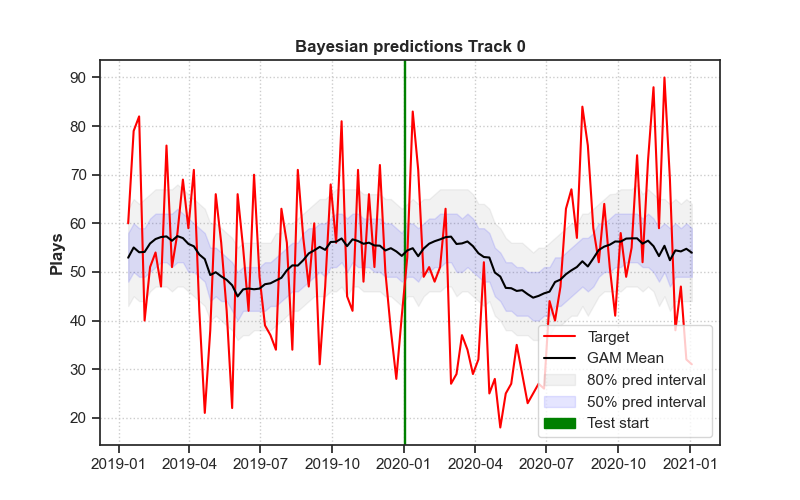 Bayesian predictions Track 0
Plays
90
80
70
60
50
40
30
20
Target
GAM Mean
80% pred interval
50% pred interval
Test start
2019-01 2019-04 2019-07 2019-10 2020-01 2020-04 2020-07 2020-10 2021-01